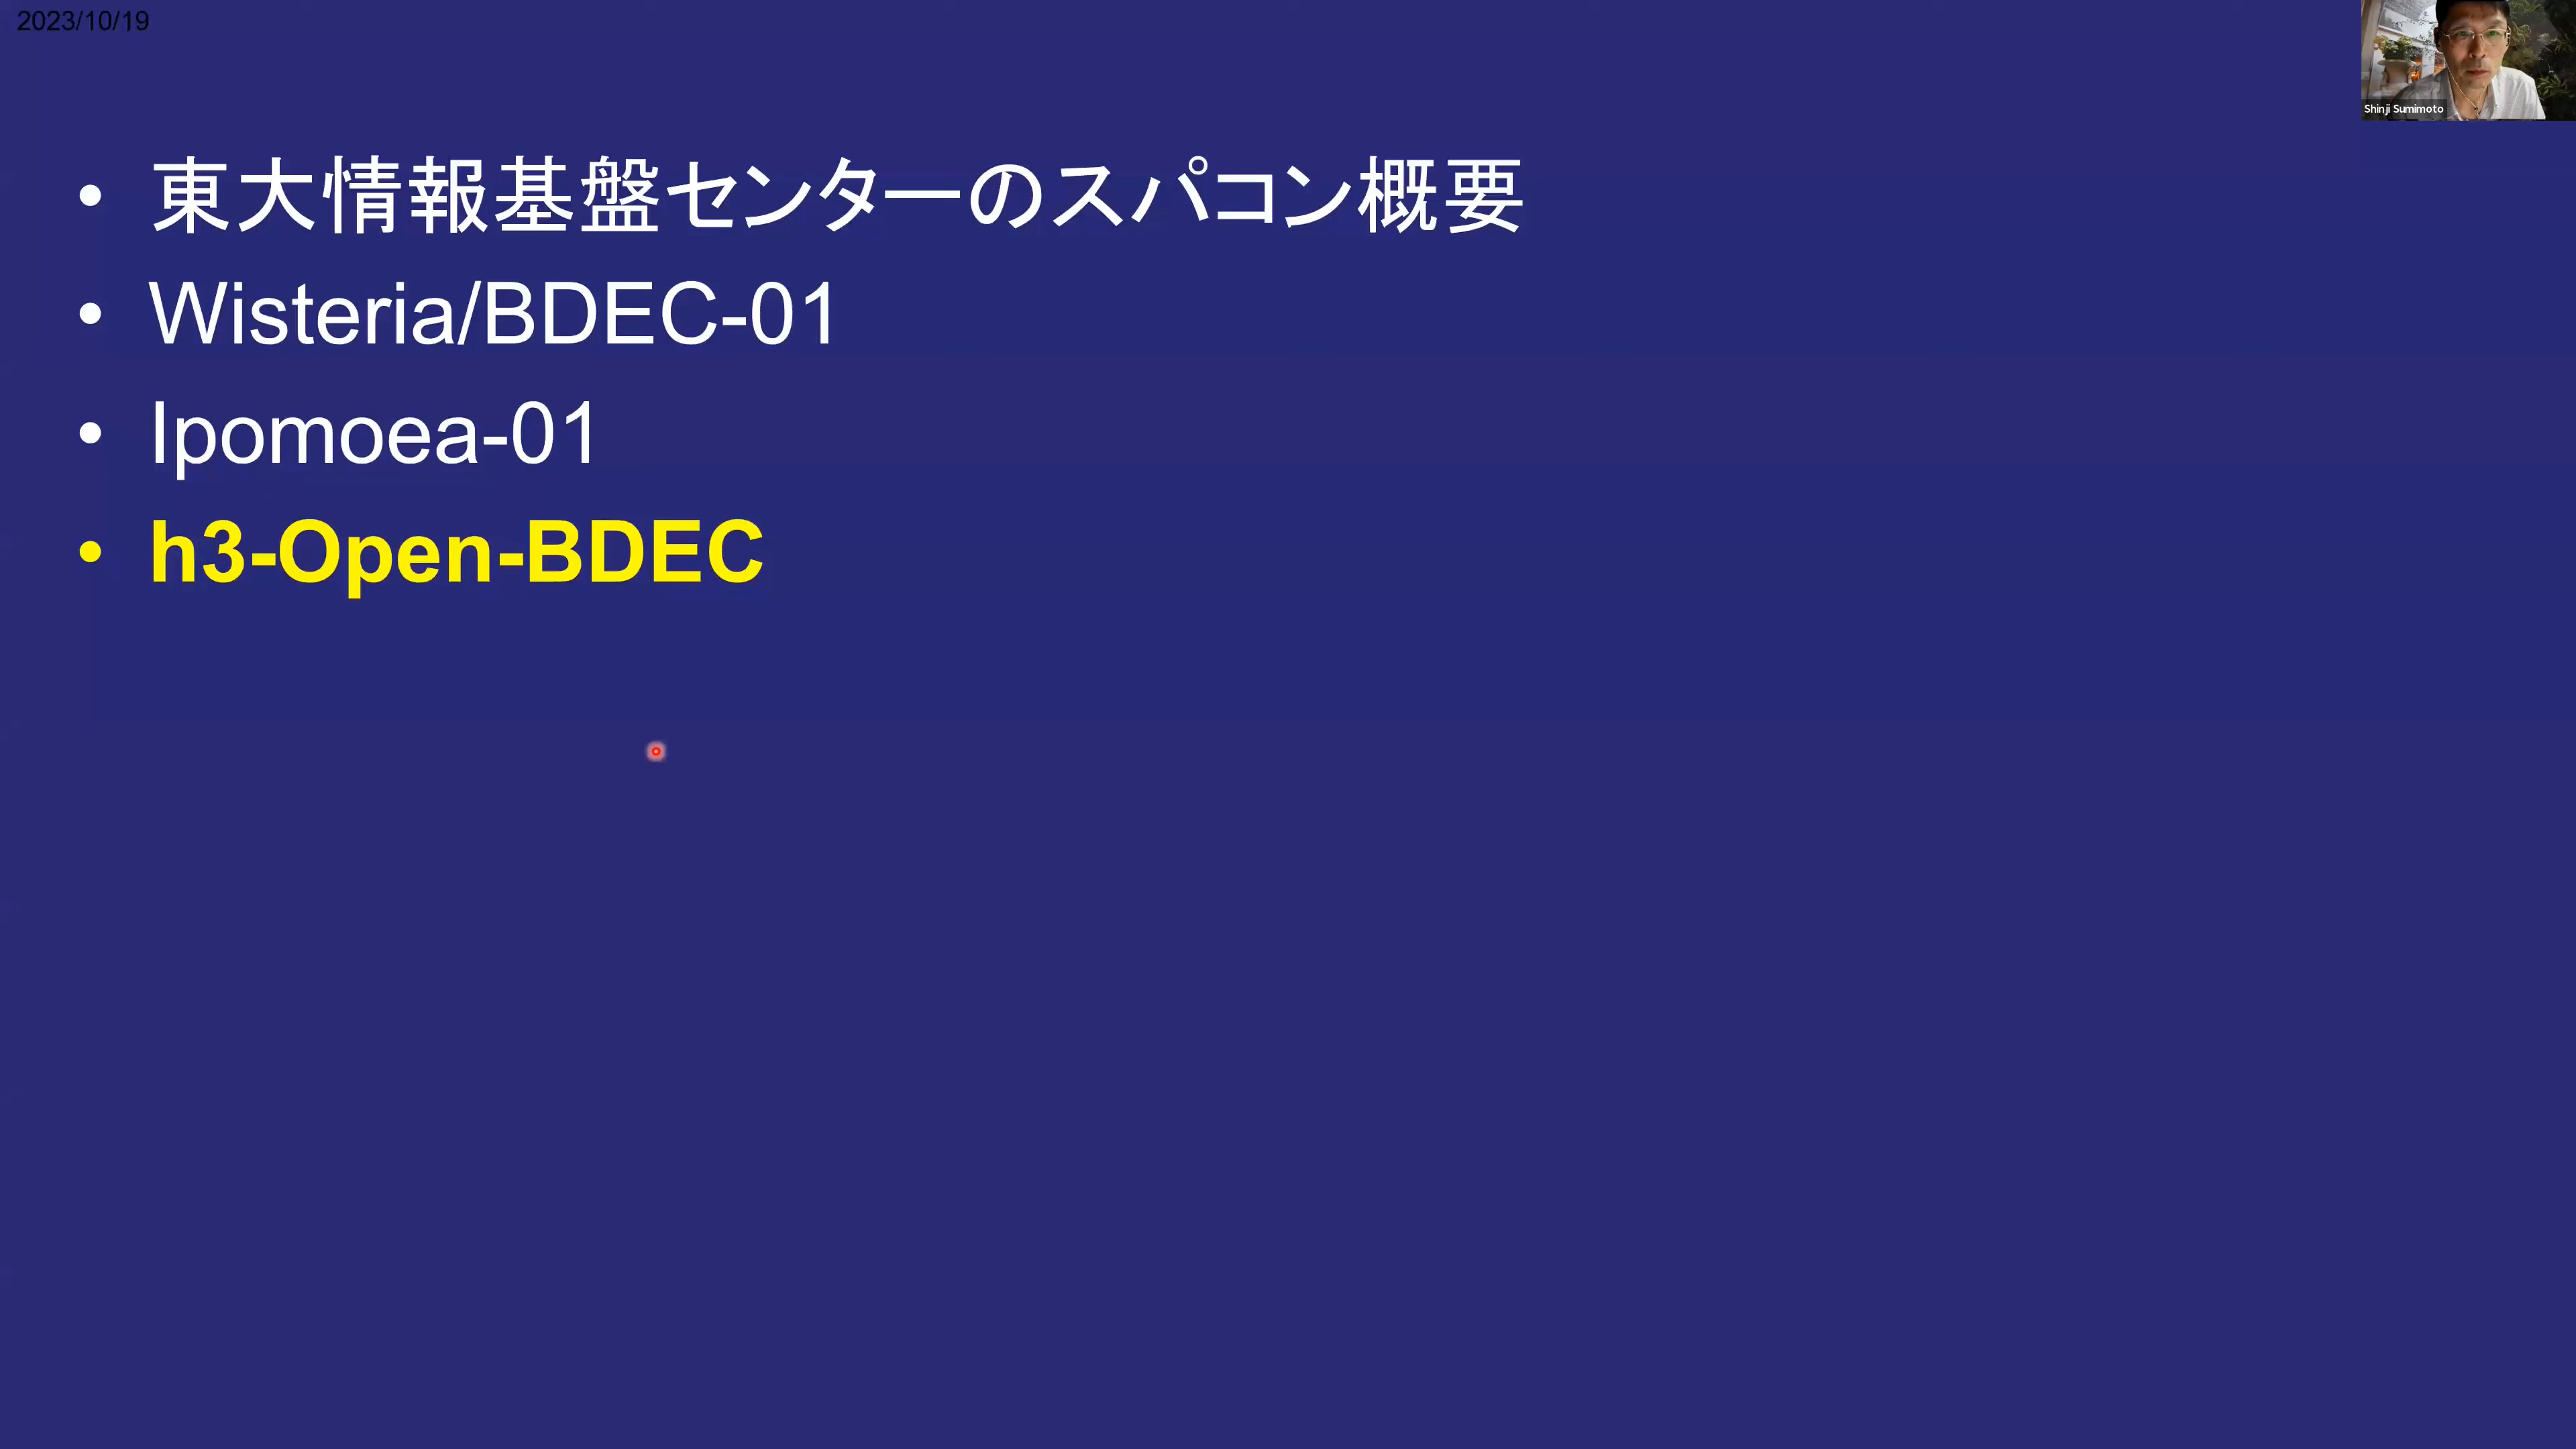 2023/10/19
Shinji Sumimoto
• 東大情報基盤センターのスパコン概要
• Wisteria/BDEC-01
• Ipomoea-01
• h3-Open-BDEC